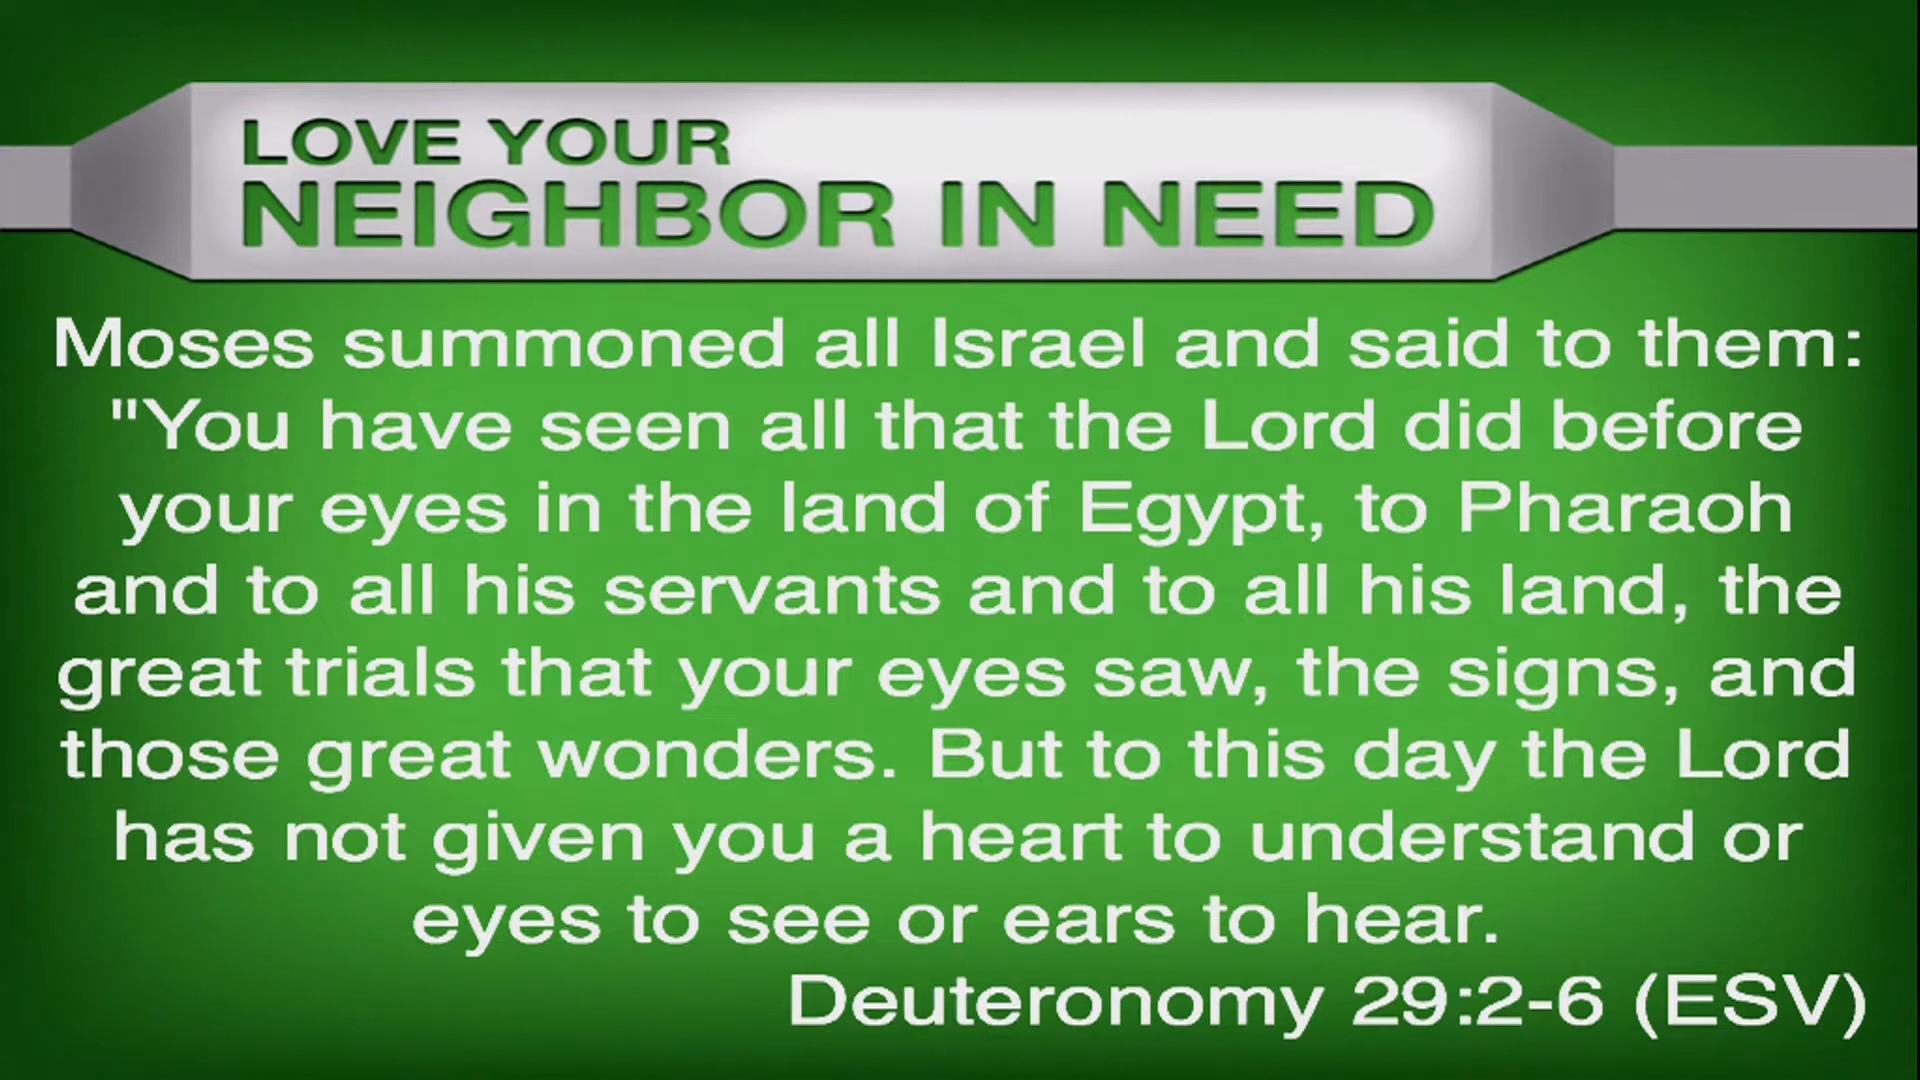 LOVE YOUR
NEIGHBOR IN NEED
Moses summoned all Israel and said to them:
"You have seen all that the Lord did before
your eyes in the land of Egypt, to Pharaoh
and to all his servants and to all his land, the
great trials that your eyes saw, the signs, and
those great wonders. But to this day the Lord
has not given you a heart to understand or
eyes to see or ears to hear.
Deuteronomy 29:2-6 (ESV)